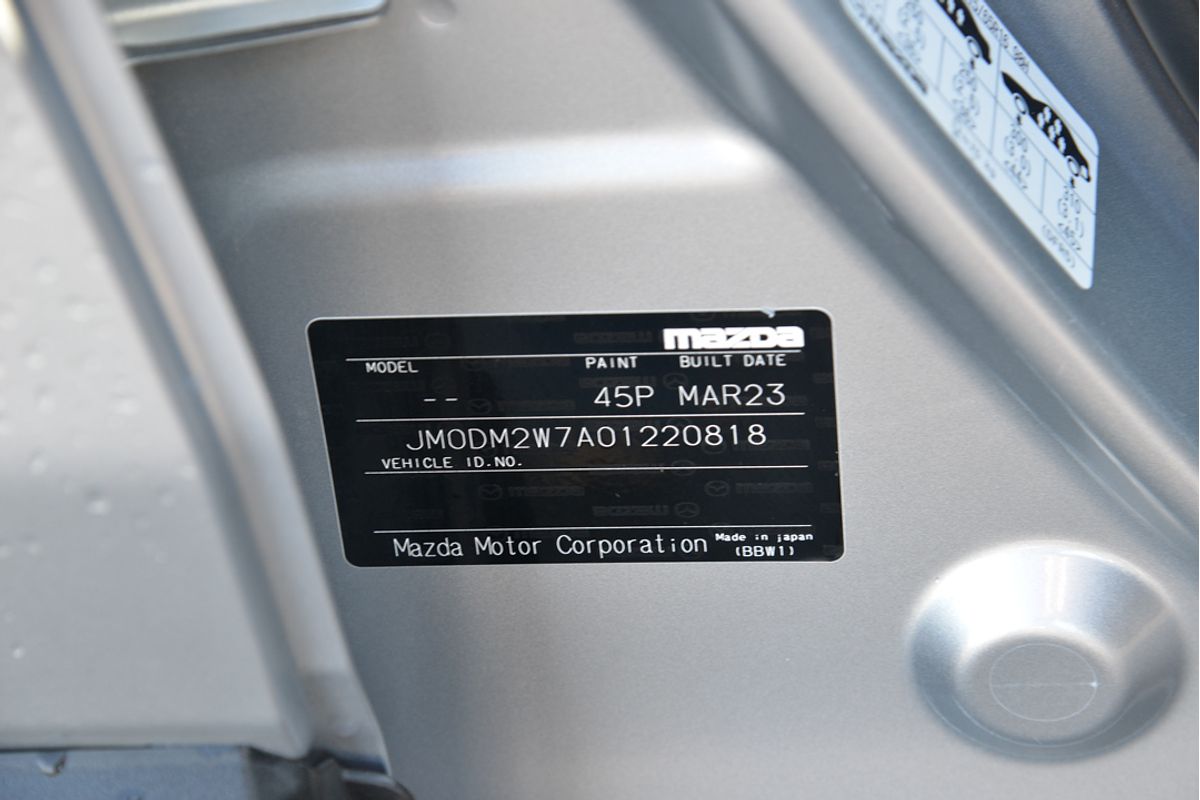 mazda
MODEL PAINT BUILT DATE
-- 45P MAR23
JM0DM2W7A01220818
VEHICLE ID.NO.
Mazda Motor Corporation Made in japan
(BBW1)